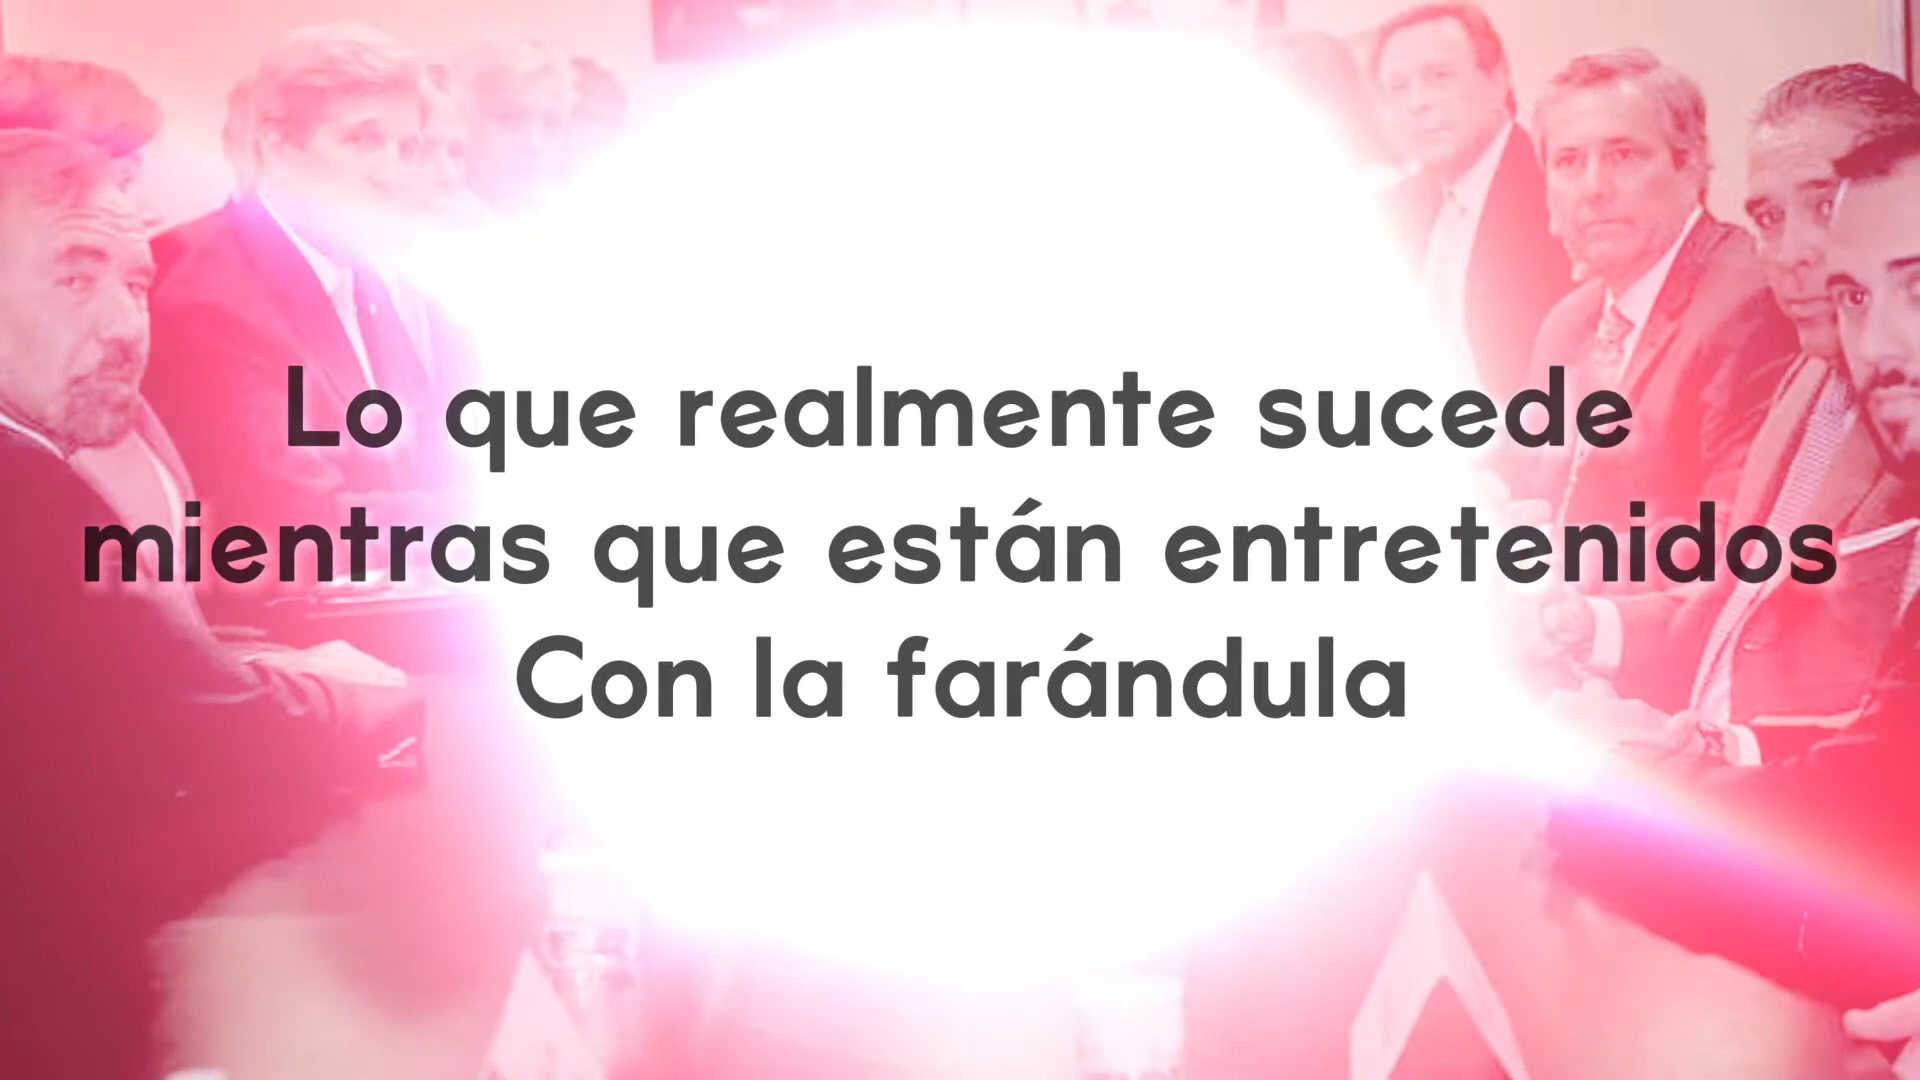 Lo que realmente sucede
mientras que están entretenidos
Con la farándula